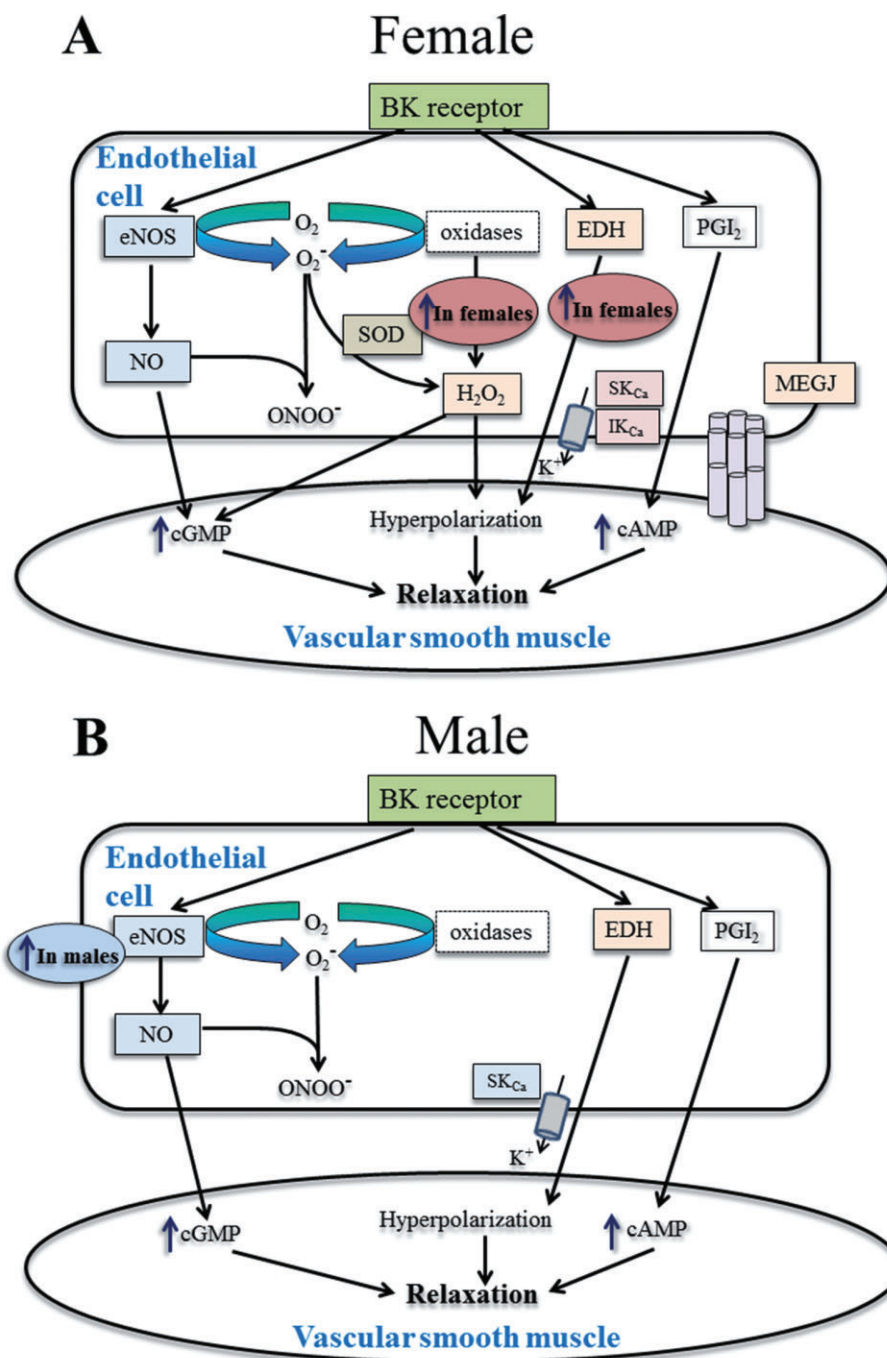 A
Female
BK receptor
Endothelial
cell
eNOS
O₂
O₂⁻
oxidases
EDH
PGI₂
In females
In females
SOD
NO
ONOO⁻
H₂O₂
SKCa
IKCa
K⁺
MEGJ
cGMP
Hyperpolarization
cAMP
Relaxation
Vascular smooth muscle
B
Male
BK receptor
Endothelial
cell
In males
eNOS
O₂
O₂⁻
oxidases
EDH
PGI₂
NO
ONOO⁻
SKCa
K⁺
cGMP
Hyperpolarization
cAMP
Relaxation
Vascular smooth muscle